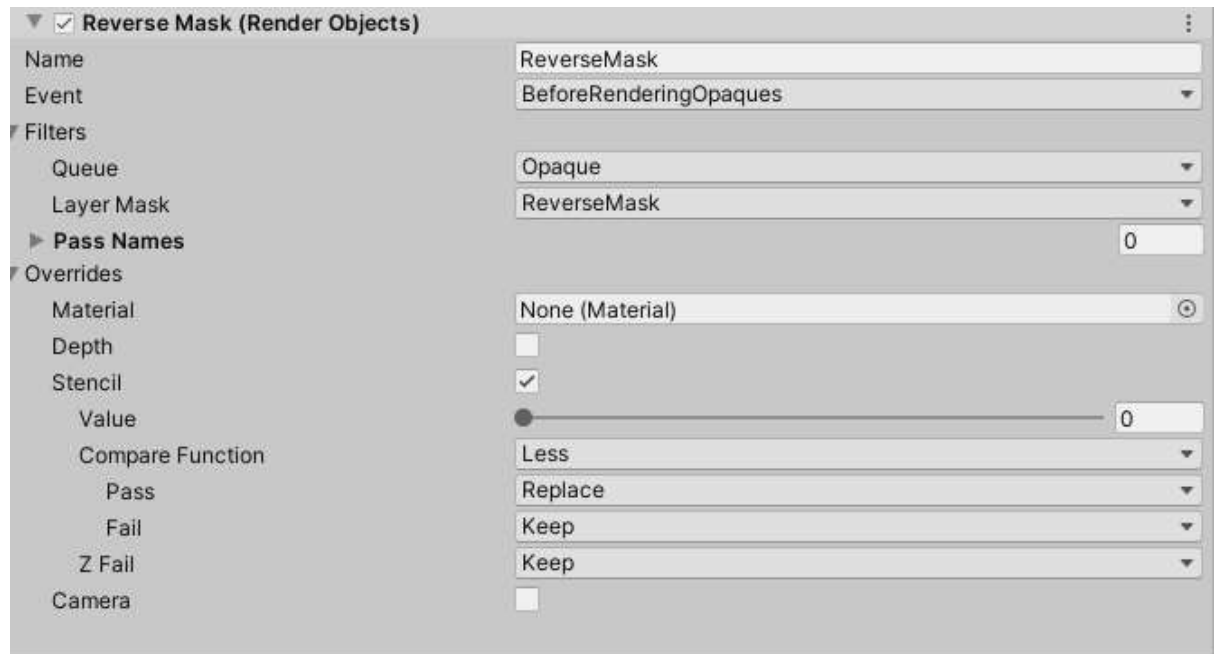 Reverse Mask (Render Objects)
Name ReverseMask
Event BeforeRenderingOpaques
Filters
Queue Opaque
Layer Mask ReverseMask
Pass Names 0
Overrides
Material None (Material)
Depth
Stencil
Value 0
Compare Function Less
Pass Replace
Fail Keep
Z Fail Keep
Camera